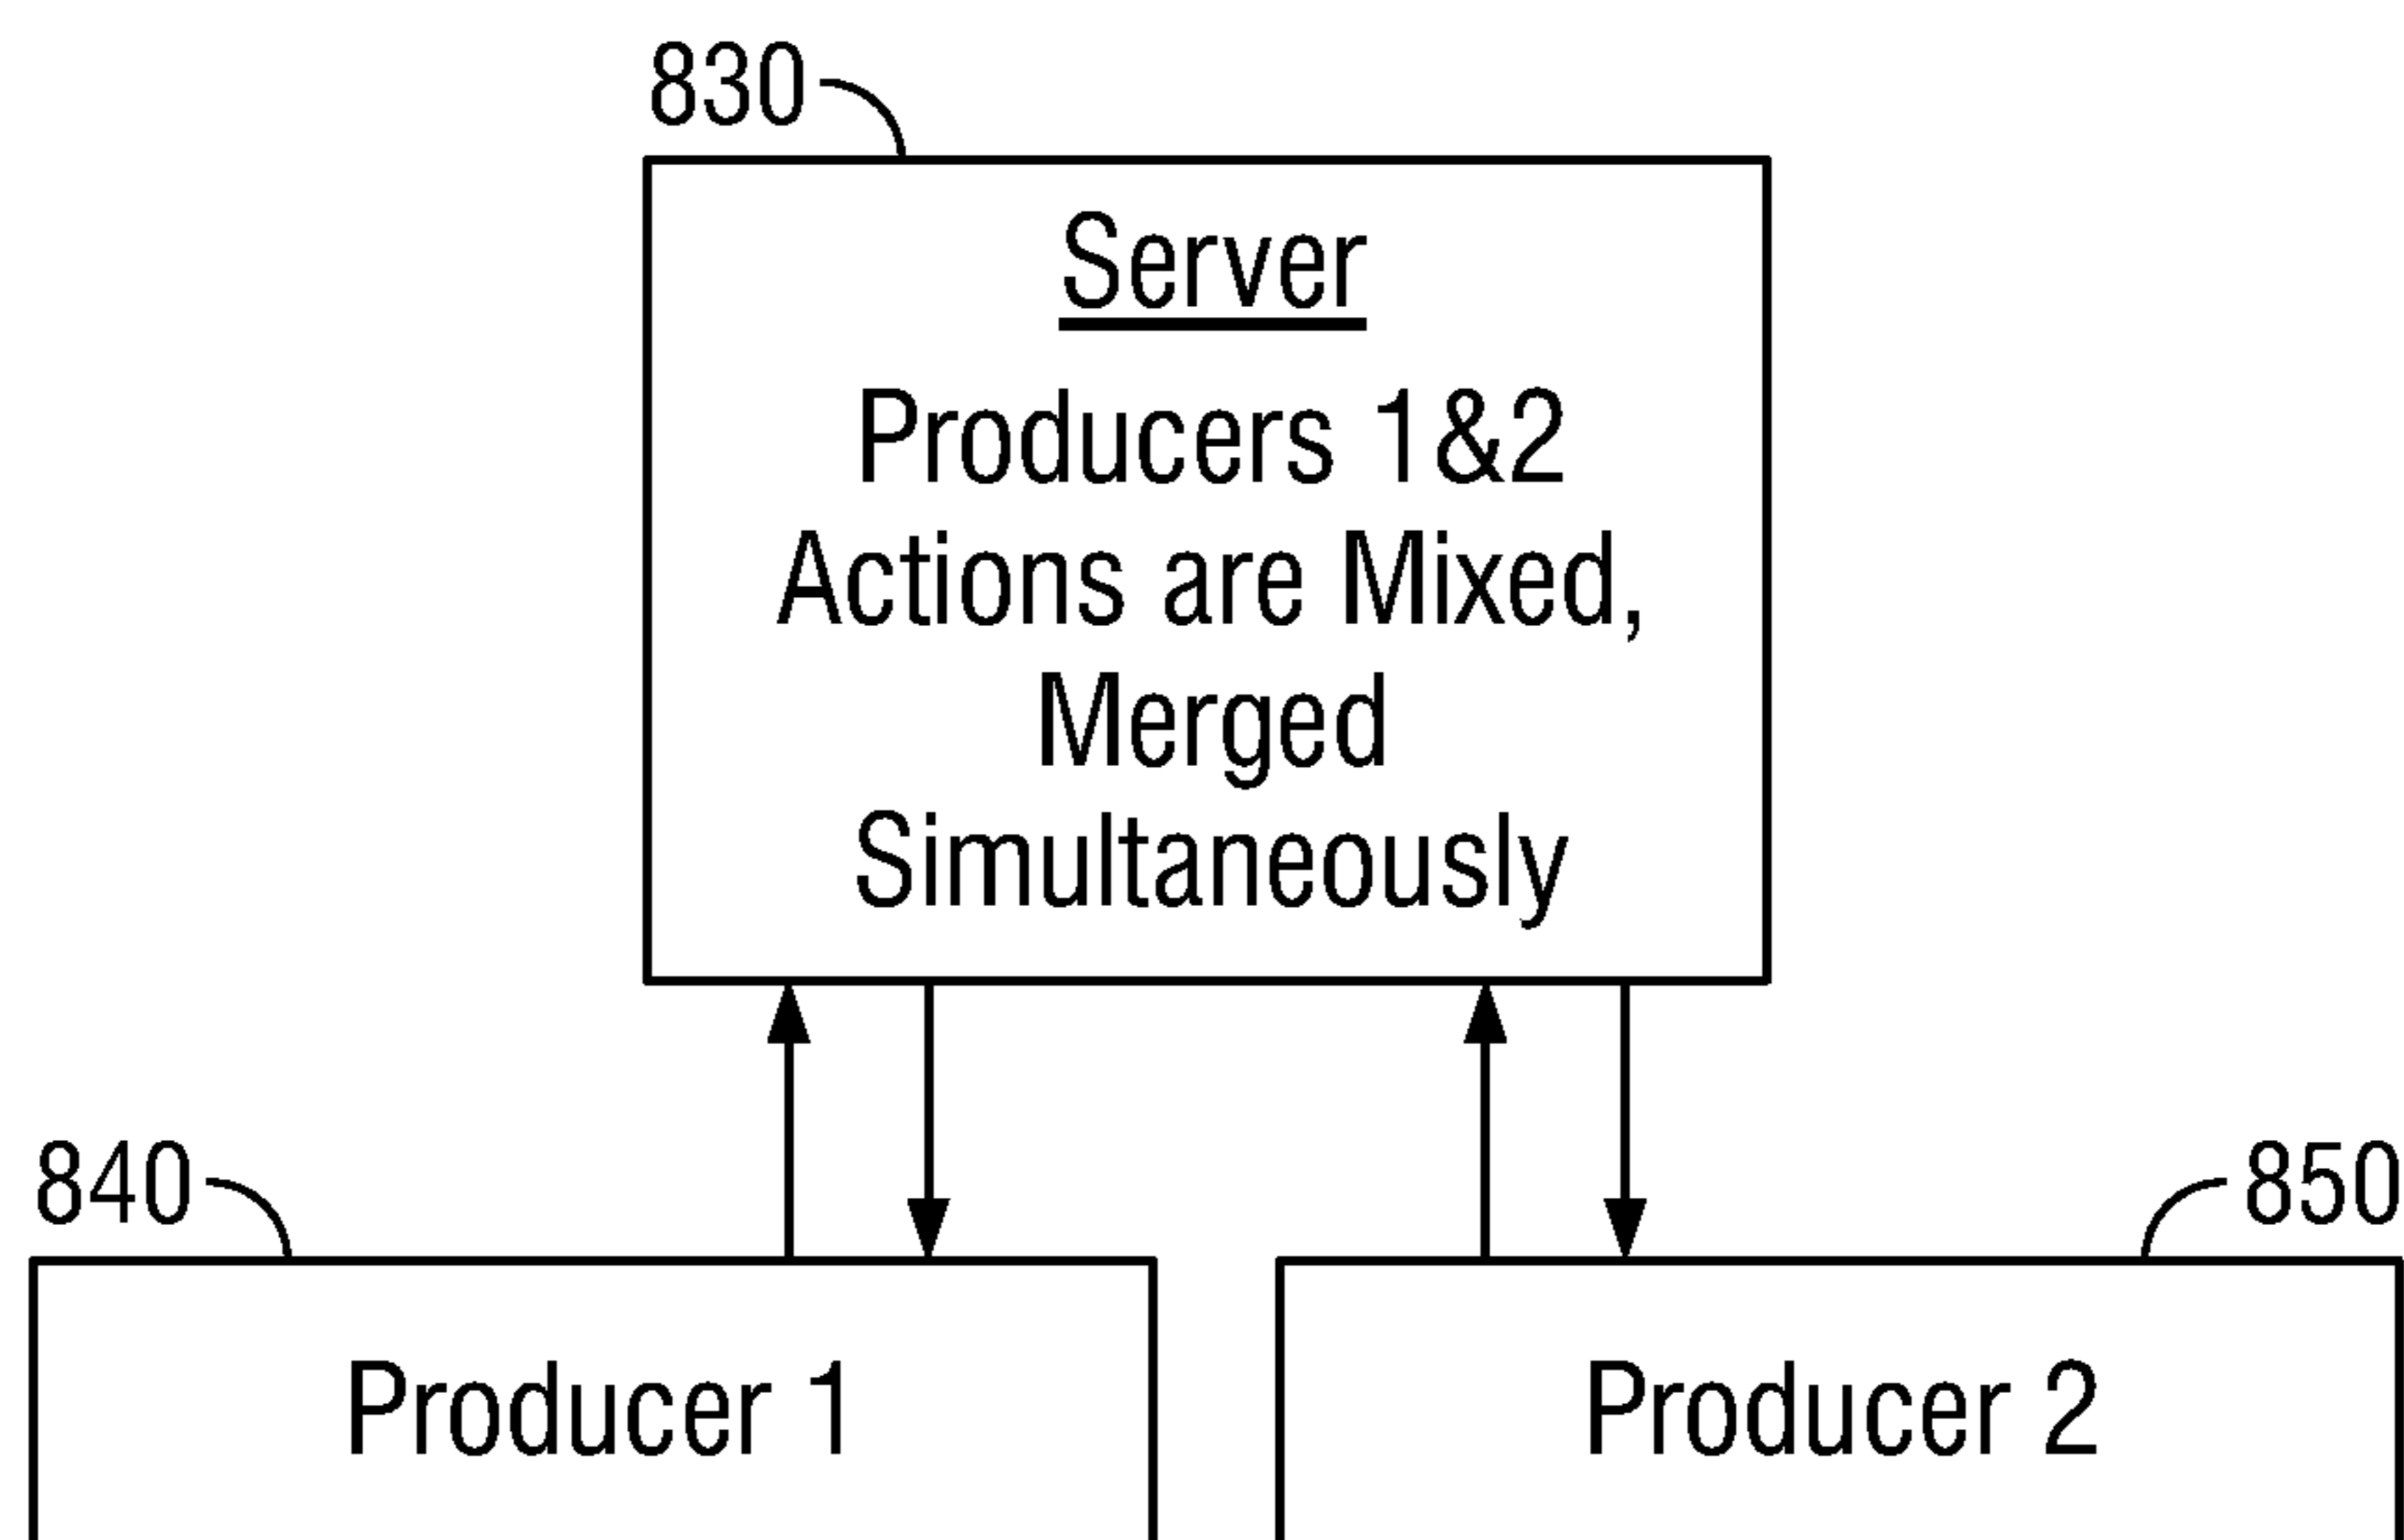 830
Server
Producers 1&2
Actions are Mixed,
Merged
Simultaneously
840
850
Producer 1
Producer 2